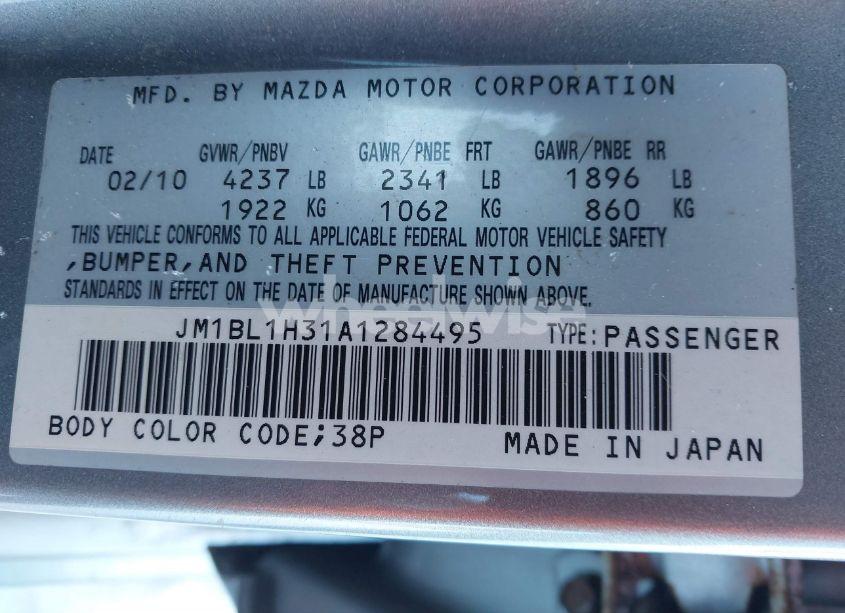 MFD. BY MAZDA MOTOR CORPORATION
DATE GVWR/PNBV GAWR/PNBE FRT GAWR/PNBE RR
02/10 4237 LB 2341 LB 1896 LB
1922 KG 1062 KG 860 KG
THIS VEHICLE CONFORMS TO ALL APPLICABLE FEDERAL MOTOR VEHICLE SAFETY
,BUMPER,AND THEFT PREVENTION
STANDARDS IN EFFECT ON THE DATE OF MANUFACTURE SHOWN ABOVE.
wheelwise
JM1BL1H31A1284495 TYPE:PASSENGER
BODY COLOR CODE;38P MADE IN JAPAN